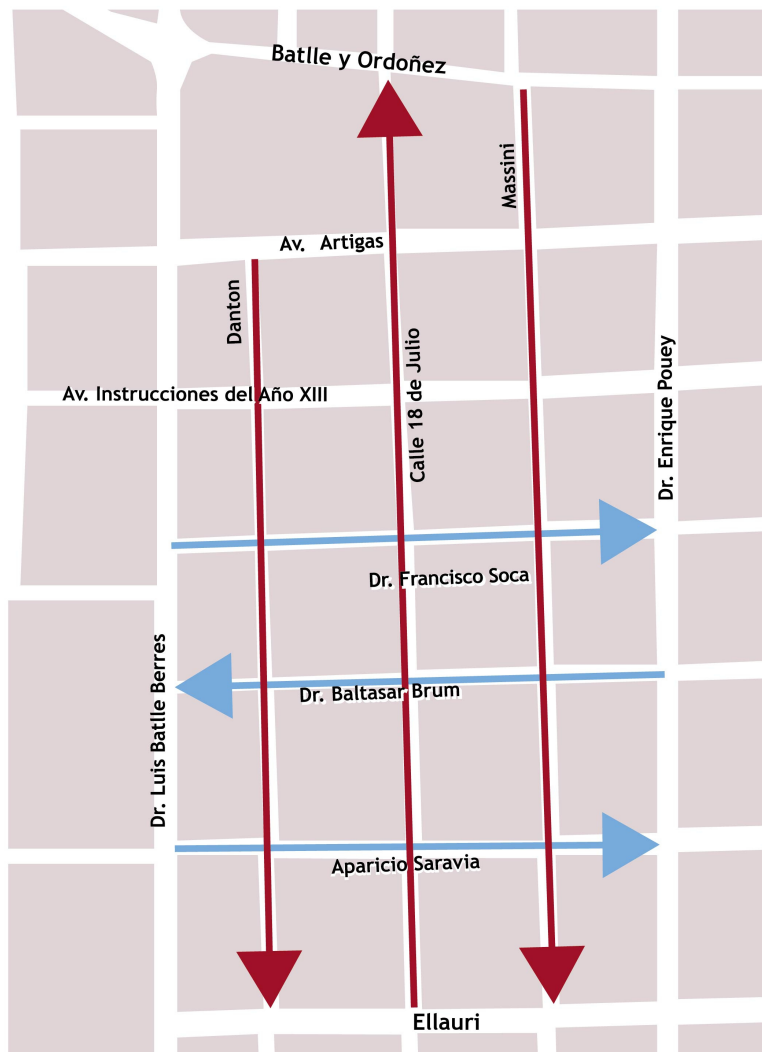 Batlle y Ordoñez
Massini
Av. Artigas
Danton
Calle 18 de Julio
Dr. Enrique Pouey
Av. Instrucciones del Año XIII
Dr. Francisco Soca
Dr. Luis Batlle Berres
Dr. Baltasar Brum
Aparicio Saravia
Ellauri